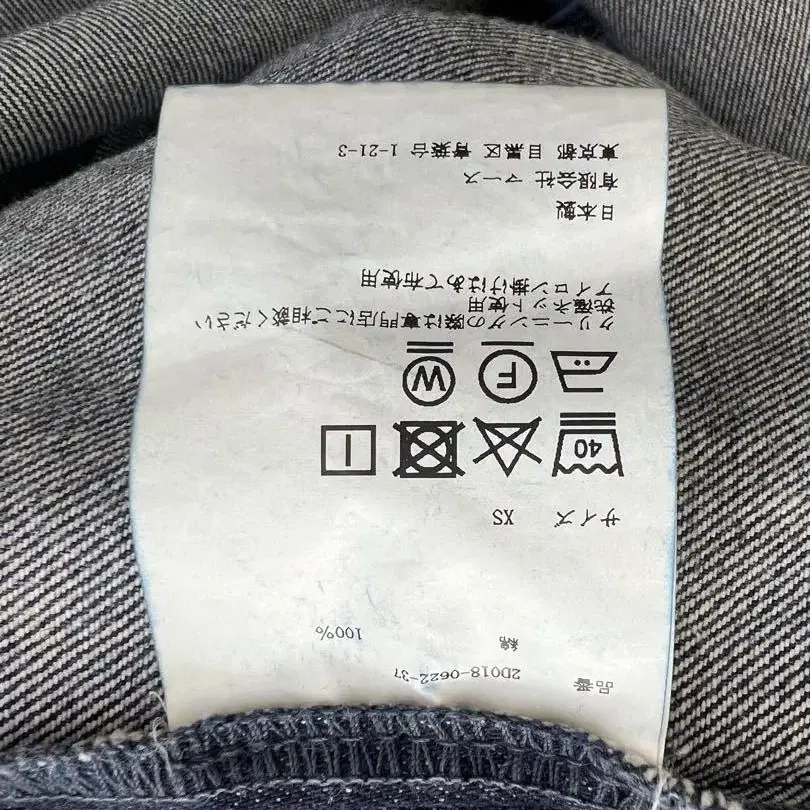 品番 2D018-0622-37
綿 100%
サイズ XS
40
F W
クリーニングの際は専門店にご相談ください
洗濯ネット使用
アイロン掛けはあて布使用
日本製
有限会社 マース
東京都 目黒区 青葉台 1-21-3